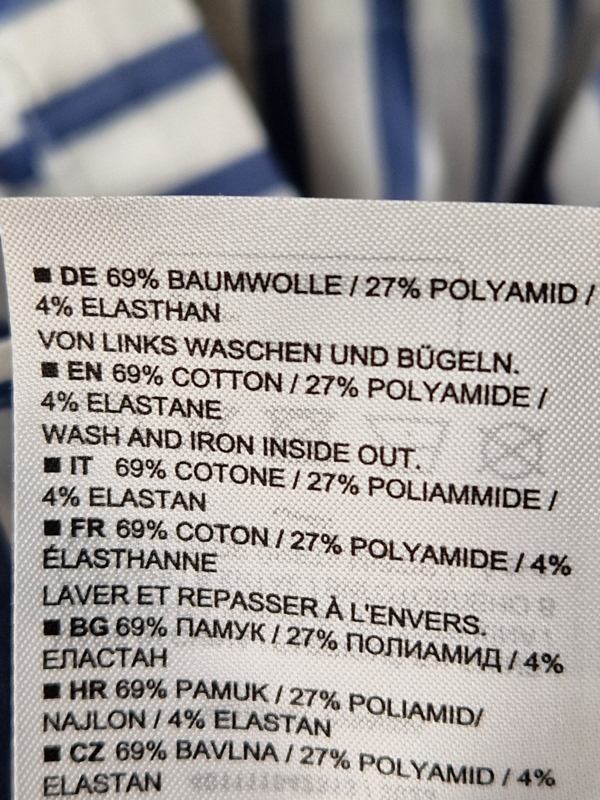 ■ DE 69% BAUMWOLLE / 27% POLYAMID /
4% ELASTHAN
VON LINKS WASCHEN UND BÜGELN.
■ EN 69% COTTON / 27% POLYAMIDE /
4% ELASTANE
WASH AND IRON INSIDE OUT.
■ IT 69% COTONE / 27% POLIAMMIDE /
4% ELASTAN
■ FR 69% COTON / 27% POLYAMIDE / 4%
ÉLASTHANNE
LAVER ET REPASSER À L'ENVERS.
■ BG 69% ПАМУК / 27% ПОЛИАМИД / 4%
ЕЛАСТАН
■ HR 69% PAMUK / 27% POLIAMID/
NAJLON / 4% ELASTAN
■ CZ 69% BAVLNA / 27% POLYAMID / 4%
ELASTAN